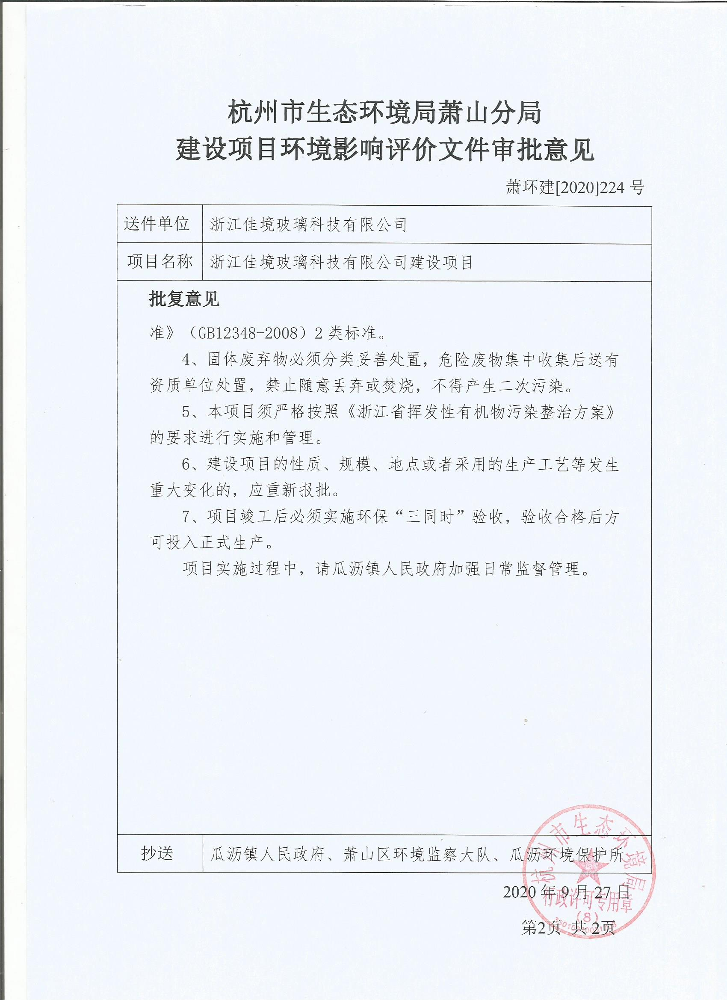 杭州市生态环境局萧山分局
建设项目环境影响评价文件审批意见
萧环建[2020]224 号
送件单位
浙江佳境玻璃科技有限公司
项目名称
浙江佳境玻璃科技有限公司建设项目
批复意见
准》（GB12348-2008）2 类标准。
4、固体废弃物必须分类妥善处置，危险废物集中收集后送有
资质单位处置，禁止随意丢弃或焚烧，不得产生二次污染。
5、本项目须严格按照《浙江省挥发性有机物污染整治方案》
的要求进行实施和管理。
6、建设项目的性质、规模、地点或者采用的生产工艺等发生
重大变化的，应重新报批。
7、项目竣工后必须实施环保“三同时”验收，验收合格后方
可投入正式生产。
项目实施过程中，请瓜沥镇人民政府加强日常监督管理。
抄送
瓜沥镇人民政府、萧山区环境监察大队、瓜沥环境保护所
杭州市生态环境局
2020 年 9 月 27 日
行政许可专用章
(8)
第2页 共 2页